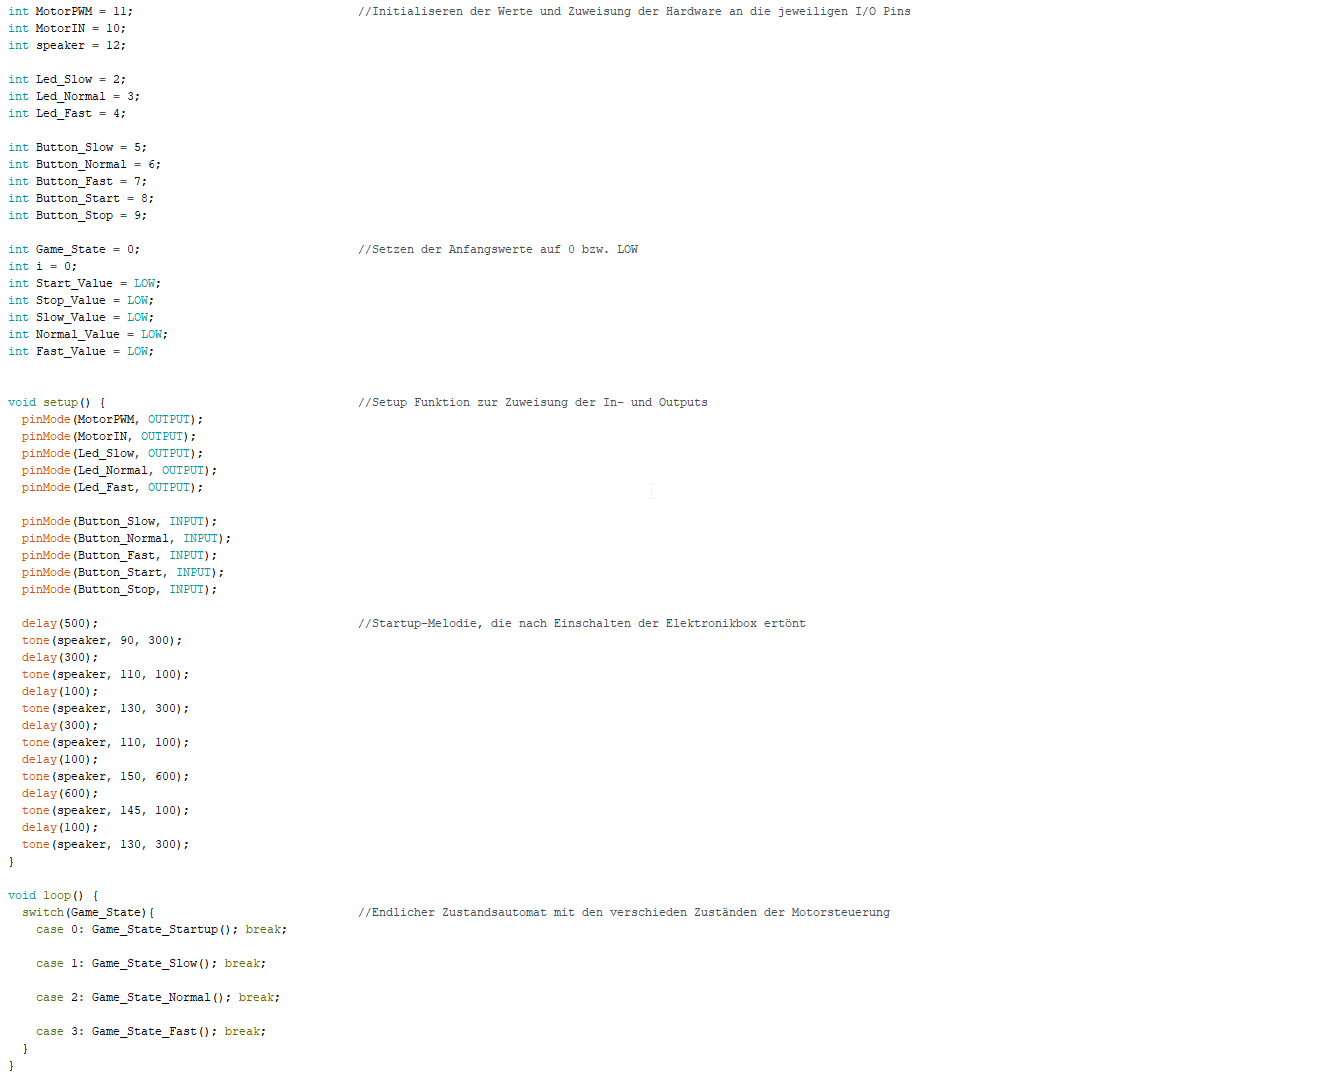 int MotorPWM = 11; //Initialiseren der Werte und Zuweisung der Hardware an die jeweiligen I/O Pins
int MotorIN = 10;
int speaker = 12;
int Led_Slow = 2;
int Led_Normal = 3;
int Led_Fast = 4;
int Button_Slow = 5;
int Button_Normal = 6;
int Button_Fast = 7;
int Button_Start = 8;
int Button_Stop = 9;
int Game_State = 0; //Setzen der Anfangswerte auf 0 bzw. LOW
int i = 0;
int Start_Value = LOW;
int Stop_Value = LOW;
int Slow_Value = LOW;
int Normal_Value = LOW;
int Fast_Value = LOW;
void setup() { //Setup Funktion zur Zuweisung der In- und Outputs
pinMode(MotorPWM, OUTPUT);
pinMode(MotorIN, OUTPUT);
pinMode(Led_Slow, OUTPUT);
pinMode(Led_Normal, OUTPUT);
pinMode(Led_Fast, OUTPUT);
pinMode(Button_Slow, INPUT);
pinMode(Button_Normal, INPUT);
pinMode(Button_Fast, INPUT);
pinMode(Button_Start, INPUT);
pinMode(Button_Stop, INPUT);
delay(500); //Startup-Melodie, die nach Einschalten der Elektronikbox ertönt
tone(speaker, 90, 300);
delay(300);
tone(speaker, 110, 100);
delay(100);
tone(speaker, 130, 300);
delay(300);
tone(speaker, 110, 100);
delay(100);
tone(speaker, 150, 600);
delay(600);
tone(speaker, 145, 100);
delay(100);
tone(speaker, 130, 300);
}
void loop() {
switch(Game_State){ //Endlicher Zustandsautomat mit den verschieden Zuständen der Motorsteuerung
case 0: Game_State_Startup(); break;
case 1: Game_State_Slow(); break;
case 2: Game_State_Normal(); break;
case 3: Game_State_Fast(); break;
}
}